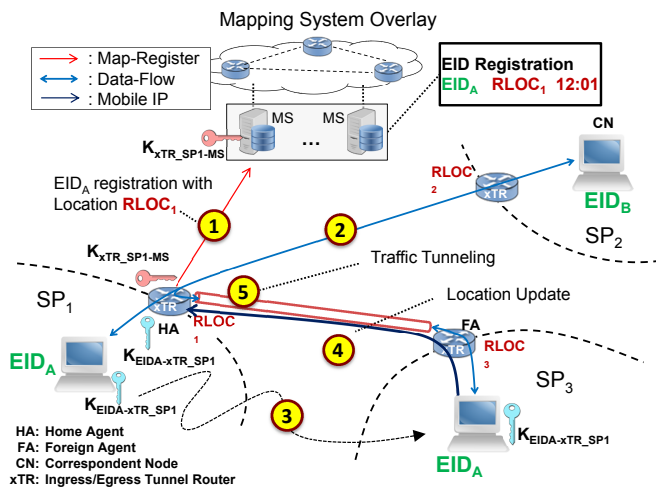 Mapping System Overlay
: Map-Register
: Data-Flow
: Mobile IP
EID Registration
EIDA RLOC1 12:01
MS
...
MS
KxTR_SP1-MS
CN
EIDA registration with
Location RLOC1
RLOC
2
xTR
EIDB
1
2
SP2
KxTR_SP1-MS
Traffic Tunneling
SP1
5
Location Update
xTR
HA
RLOC
1
FA
xTR
RLOC
3
4
KEIDA-xTR_SP1
EIDA
SP3
KEIDA-xTR_SP1
3
KEIDA-xTR_SP1
EIDA
HA: Home Agent
FA: Foreign Agent
CN: Correspondent Node
xTR: Ingress/Egress Tunnel Router